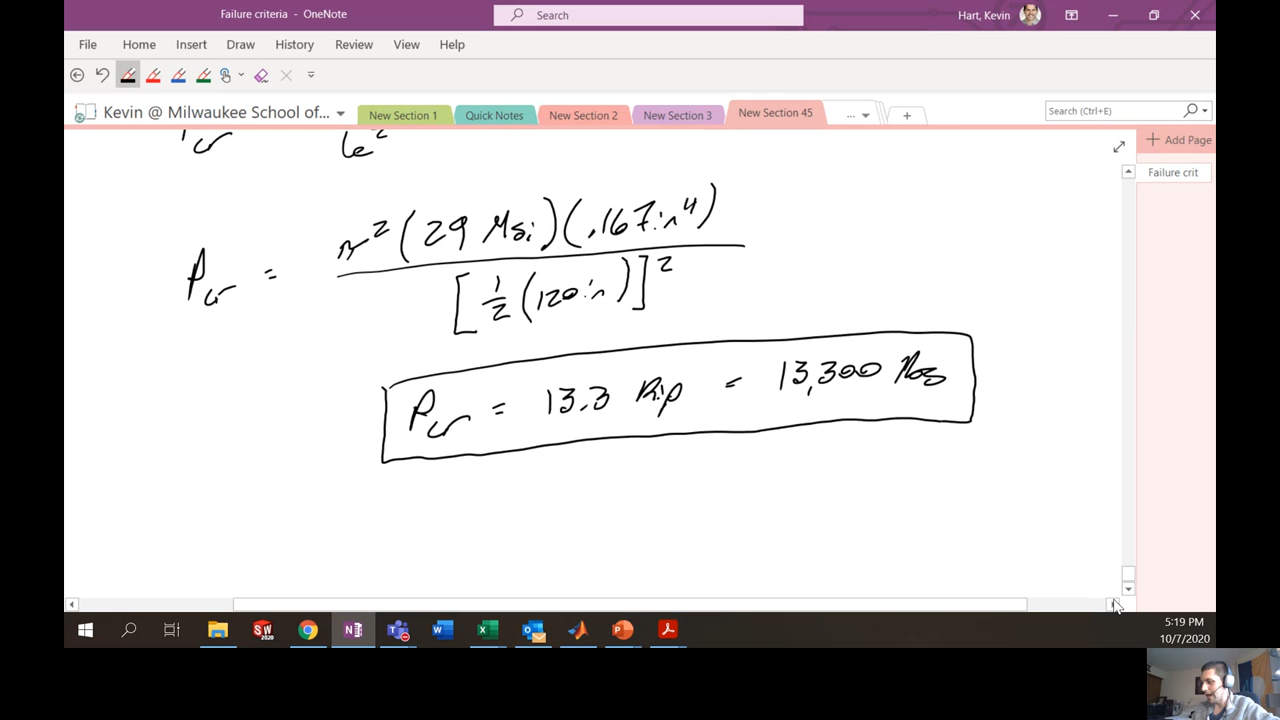 Failure criteria - OneNote
Search
Hart, Kevin
File Home Insert Draw History Review View Help
Kevin @ Milwaukee School of...
New Section 1
Quick Notes
New Section 2
New Section 3
New Section 45
...
Search (Ctrl+E)
Add Page
Failure crit
Pcr le²
π² (29 Msi) (.167 in⁴)
Pcr =
[½ (120 in)]²
Pcr = 13.3 kip = 13,300 lbs
5:19 PM
10/7/2020